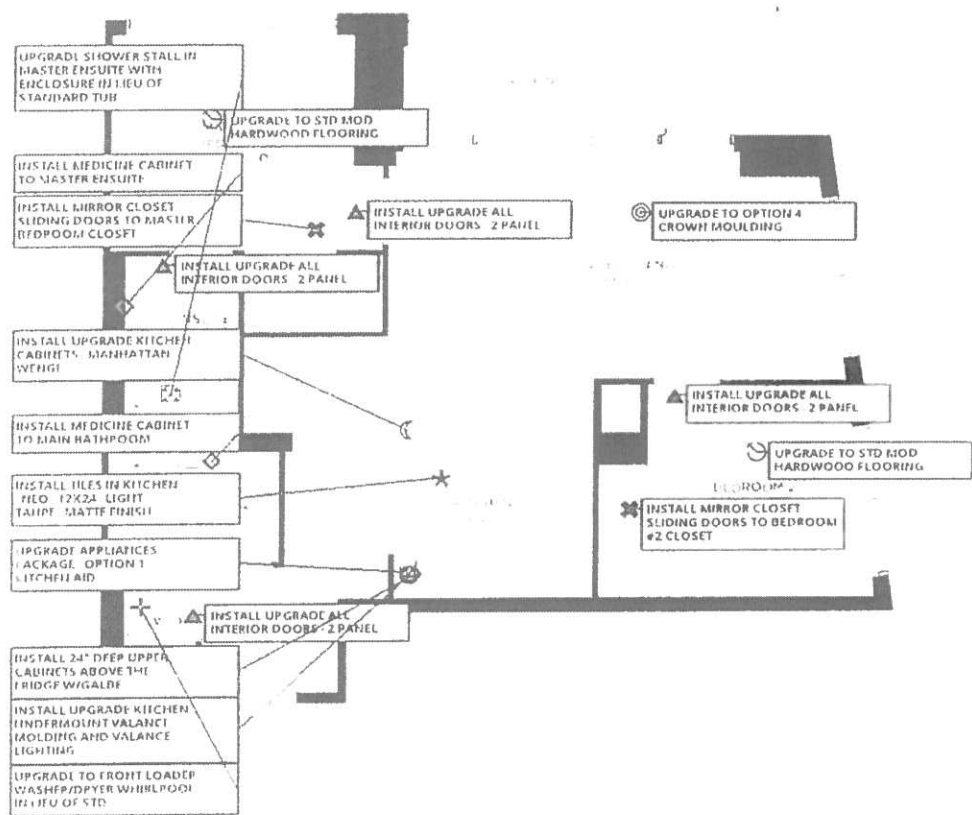 UPGRADE SHOWER STALL IN
MASTER ENSUITE WITH
ENCLOSURE IN LIEU OF
STANDARD TUB
UPGRADE TO STD MOD
HARDWOOD FLOORING
INSTALL MEDICINE CABINET
TO MASTER ENSUITE
INSTALL MIRROR CLOSET
SLIDING DOORS TO MASTER
BEDROOM CLOSET
INSTALL UPGRADE ALL
INTERIOR DOORS - 2 PANEL
UPGRADE TO OPTION 4
CROWN MOULDING
INSTALL UPGRADE ALL
INTERIOR DOORS - 2 PANEL
INSTALL UPGRADE KITCHEN
CABINETS - MANHATTAN
WENGE
INSTALL UPGRADE ALL
INTERIOR DOORS - 2 PANEL
INSTALL MEDICINE CABINET
TO MAIN BATHROOM
UPGRADE TO STD MOD
HARDWOOD FLOORING
INSTALL TILES IN KITCHEN
- NEO - 12X24 - LIGHT
TAUPE - MATTE FINISH
BEDROOM
INSTALL MIRROR CLOSET
SLIDING DOORS TO BEDROOM
#2 CLOSET
UPGRADE APPLIANCES
PACKAGE - OPTION 1
KITCHEN AID
INSTALL UPGRADE ALL
INTERIOR DOORS - 2 PANEL
INSTALL 24" DEEP UPPER
CABINETS ABOVE THE
FRIDGE W/GABLE
INSTALL UPGRADE KITCHEN
UNDERMOUNT VALANCE
MOLDING AND VALANCE
LIGHTING
UPGRADE TO FRONT LOADER
WASHER/DRYER WHIRLPOOL
IN LIEU OF STD